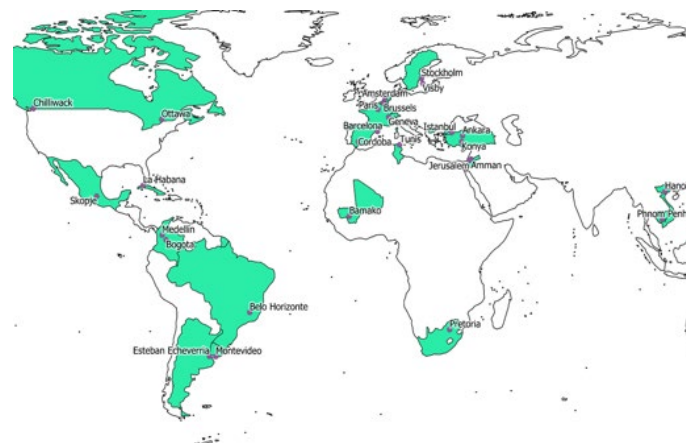 Stockholm
Visby
Amsterdam
Chilliwack
Paris
Brussels
Ottawa
Geneva
Barcelona
Istanbul
Ankara
Cordoba
Tunis
Konya
Jerusalem
Amman
La Habana
Hano
Skopje
Bamako
Phnom Penh
Medellin
Bogota
Belo Horizonte
Pretoria
Esteban Echeverria
Montevideo